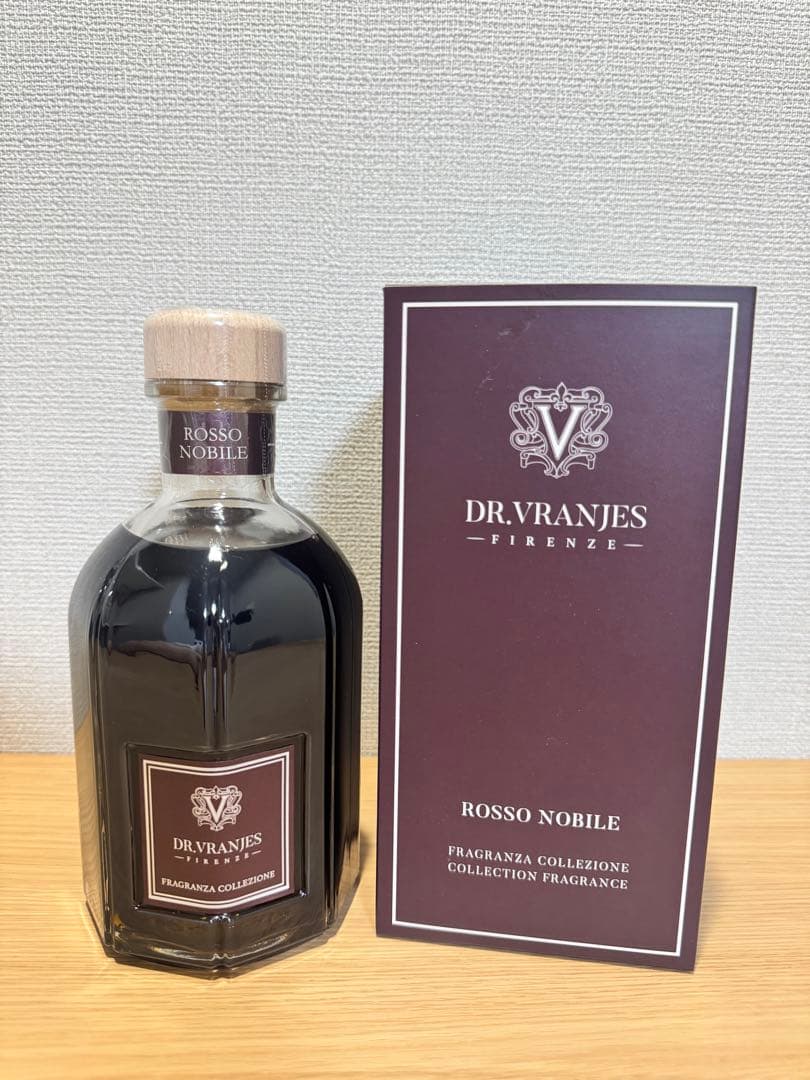 ROSSO
NOBILE
V
DR.VRANJES
FIRENZE
FRAGRANZA COLLEZIONE
V
DR.VRANJES
FIRENZE
ROSSO NOBILE
FRAGRANZA COLLEZIONE
COLLECTION FRAGRANCE